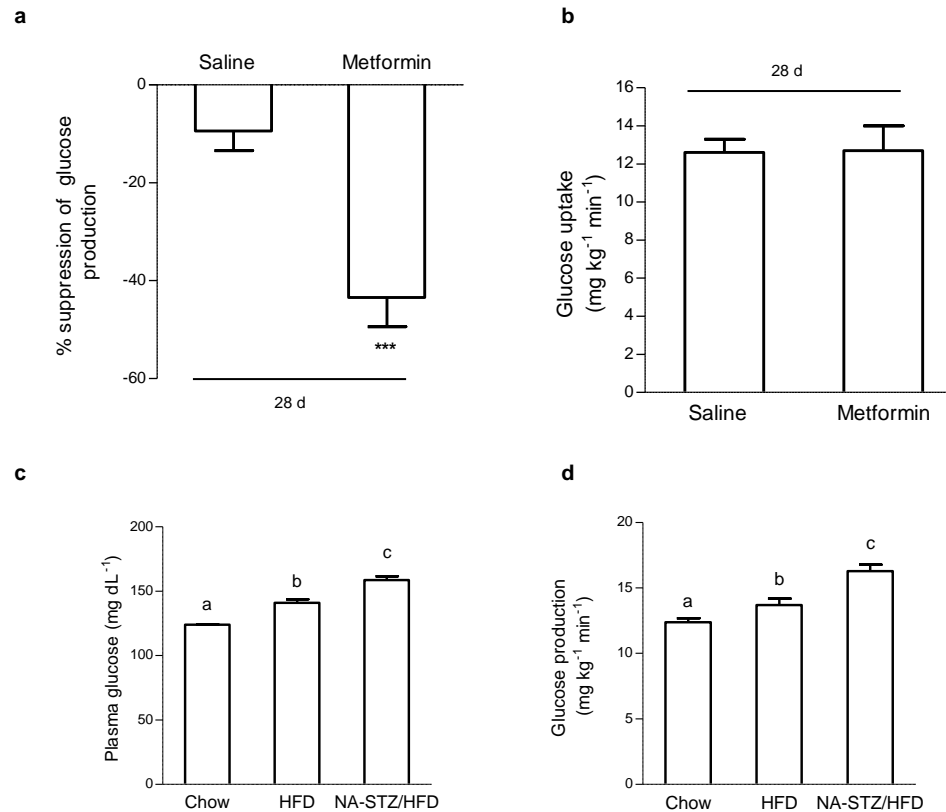 a
Saline Metformin
0
-20
-40
-60
% suppression of glucose
production
***
28 d
b
28 d
16
14
12
10
8
6
4
2
0
Glucose uptake
(mg kg-1 min-1)
Saline Metformin
c
200
150
100
50
0
Plasma glucose (mg dL-1)
a
b
c
Chow HFD NA-STZ/HFD
d
20
15
10
5
0
Glucose production
(mg kg-1 min-1)
a
b
c
Chow HFD NA-STZ/HFD